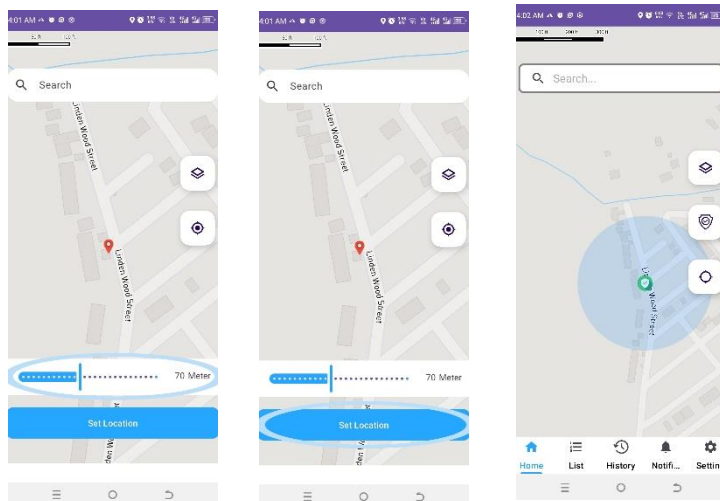 4:01 AM
Search
Linden Wood Street
Linden Wood Street
70 Meter
Set Location
4:01 AM
Search
Linden Wood Street
Linden Wood Street
70 Meter
Set Location
4:02 AM
Search...
Home List History Notifi... Settin